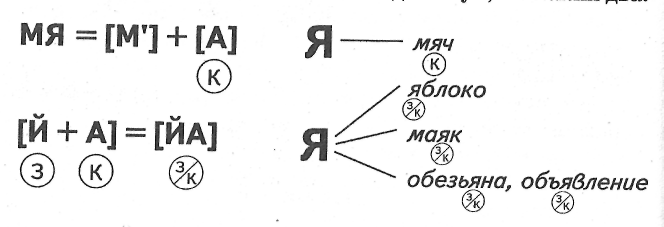 МЯ = [М'] + [А]
К
[Й + А] = [ЙА]
З К З/К
Я
мяч
К
Я
яблоко
З/К
маяк
З/К
обезьяна, объявление
З/К З/К